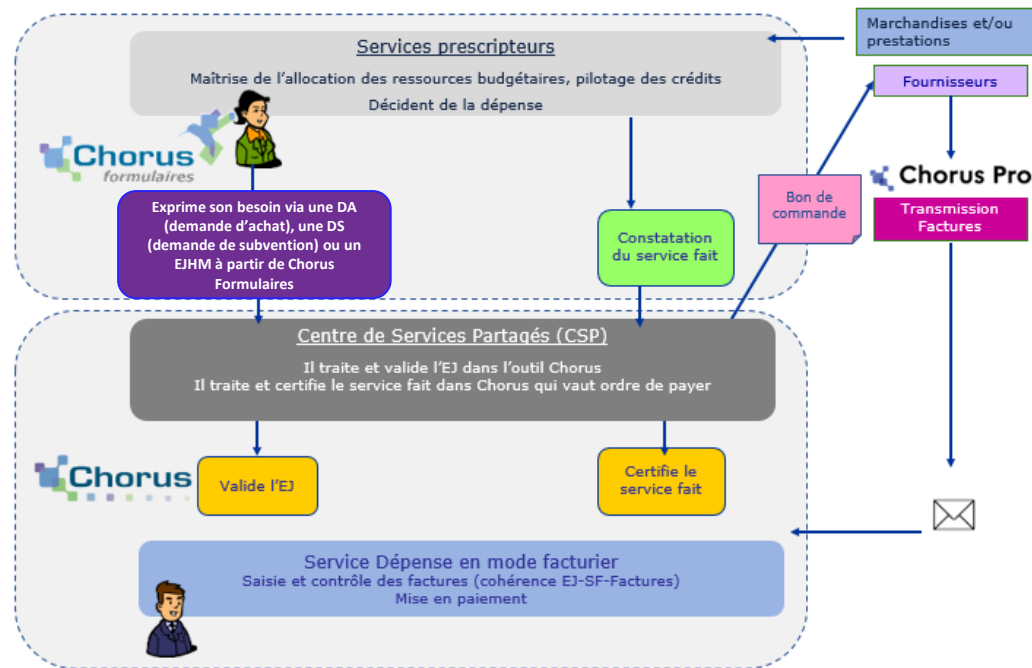 Services prescripteurs
Maîtrise de l'allocation des ressources budgétaires, pilotage des crédits
Décident de la dépense
Marchandises et/ou
prestations
Fournisseurs
Chorus
formulaires
Chorus Pro
Transmission
Factures
Bon de
commande
Exprime son besoin via une DA
(demande d'achat), une DS
(demande de subvention) ou un
EJHM à partir de Chorus
Formulaires
Constatation
du service fait
Centre de Services Partagés (CSP)
Il traite et valide l'EJ dans l'outil Chorus
Il traite et certifie le service fait dans Chorus qui vaut ordre de payer
Chorus
Valide l'EJ
Certifie le
service fait
Service Dépense en mode facturier
Saisie et contrôle des factures (cohérence EJ-SF-Factures)
Mise en paiement